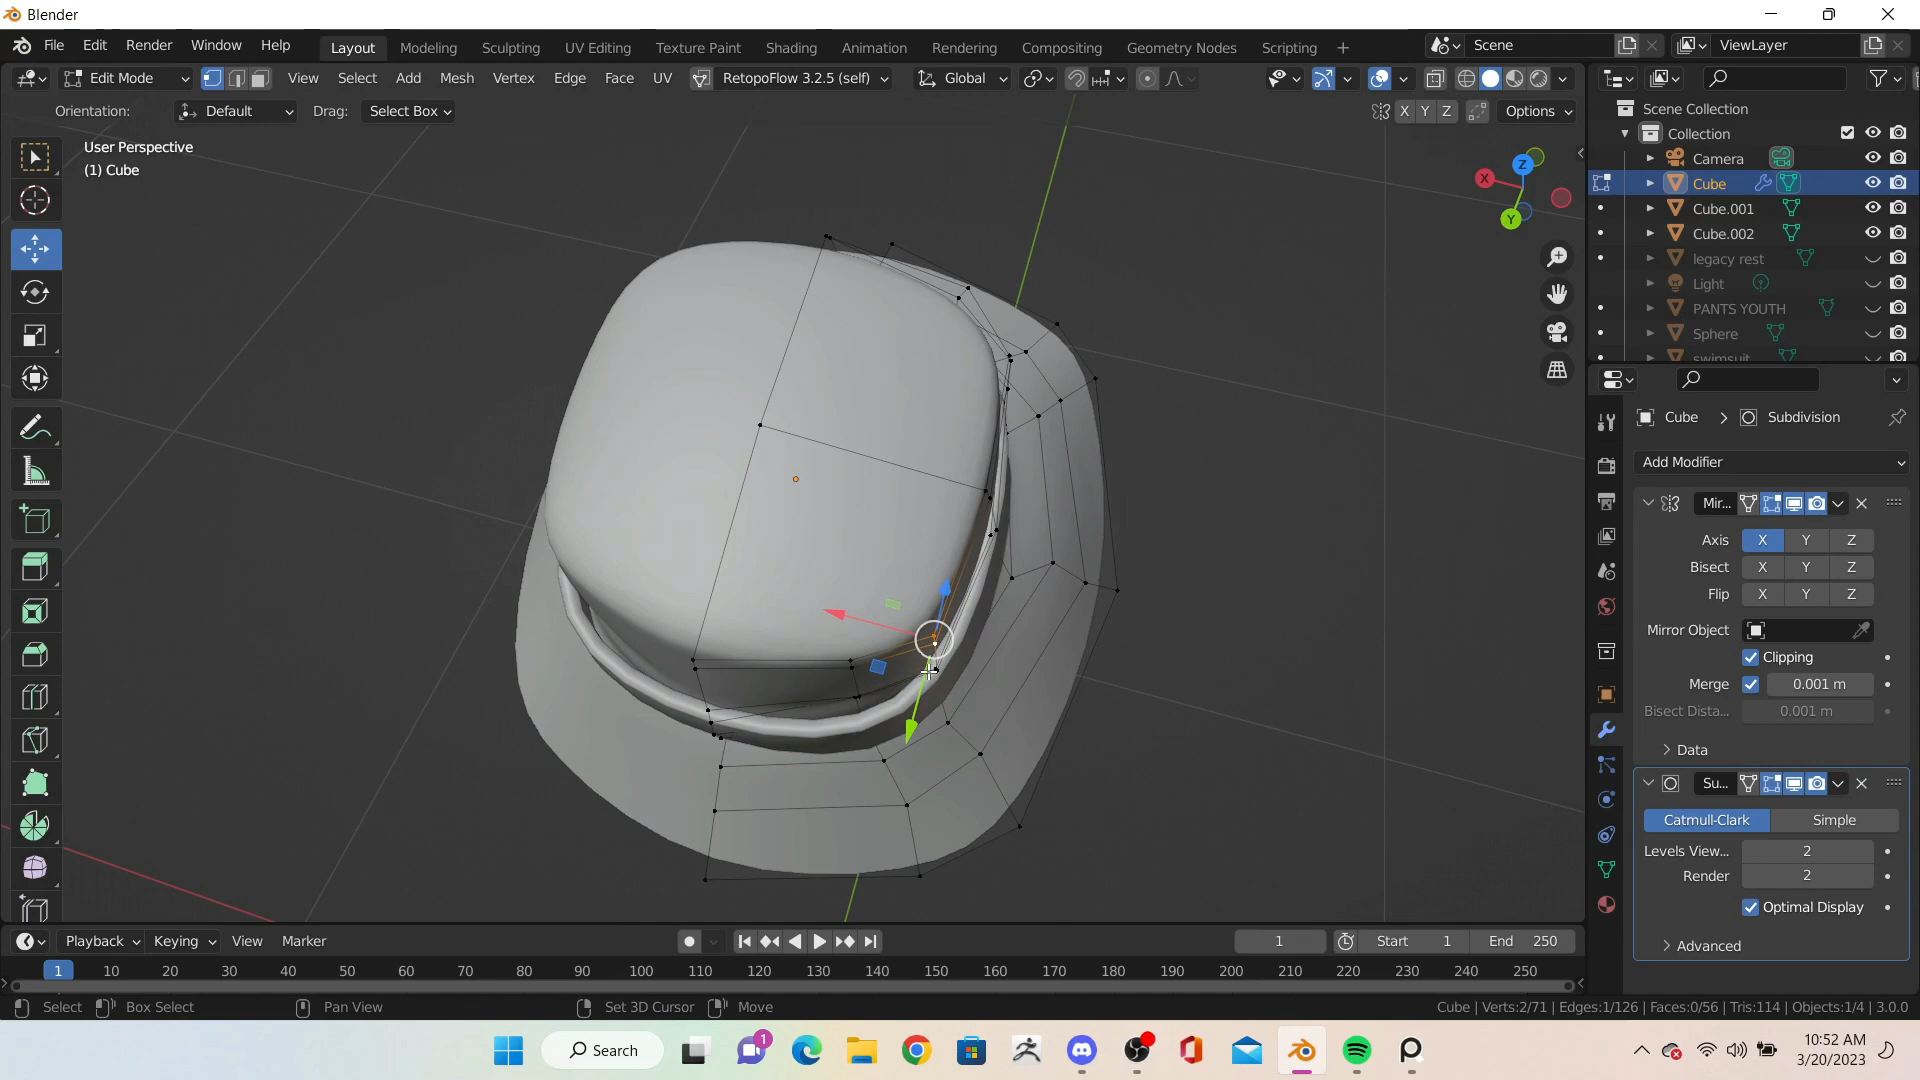 Blender
File Edit Render Window Help Layout Modeling Sculpting UV Editing Texture Paint Shading Animation Rendering Compositing Geometry Nodes Scripting + Scene ViewLayer
Edit Mode View Select Add Mesh Vertex Edge Face UV RetopoFlow 3.2.5 (self) Global
Orientation: Default Drag: Select Box X Y Z Options
User Perspective
(1) Cube
X
Z
Y
Scene Collection
Collection
Camera
Cube
Cube.001
Cube.002
legacy rest
Light
PANTS YOUTH
Sphere
swimsuit
Cube > Subdivision
Add Modifier
Mir...
Axis X Y Z
Bisect X Y Z
Flip X Y Z
Mirror Object
Clipping
Merge 0.001 m
Bisect Dista... 0.001 m
> Data
Su...
Catmull-Clark Simple
Levels View... 2
Render 2
Optimal Display
> Advanced
Playback Keying View Marker 1 Start 1 End 250
1 10 20 30 40 50 60 70 80 90 100 110 120 130 140 150 160 170 180 190 200 210 220 230 240 250
Select Box Select Pan View Set 3D Cursor Move Cube | Verts:2/71 | Edges:1/126 | Faces:0/56 | Tris:114 | Objects:1/4 | 3.0.0
Search 1 10:52 AM
3/20/2023